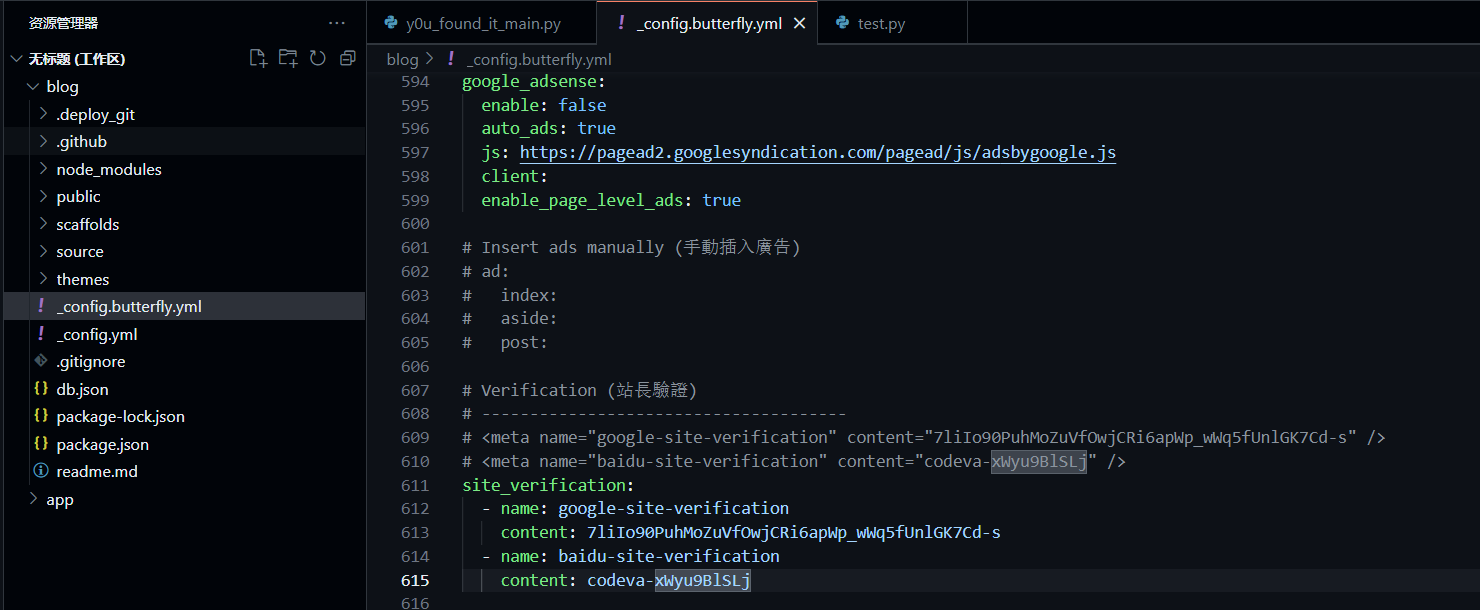 资源管理器
···
无标题 (工作区)
blog
.deploy_git
.github
node_modules
public
scaffolds
source
themes
! _config.butterfly.yml
! _config.yml
.gitignore
{} db.json
{} package-lock.json
{} package.json
readme.md
app
y0u_found_it_main.py
! _config.butterfly.yml
test.py
blog > ! _config.butterfly.yml
594 google_adsense:
595   enable: false
596   auto_ads: true
597   js: https://pagead2.googlesyndication.com/pagead/js/adsbygoogle.js
598   client:
599   enable_page_level_ads: true
600
601 # Insert ads manually (手動插入廣告)
602 # ad:
603 #   index:
604 #   aside:
605 #   post:
606
607 # Verification (站長驗證)
608 # --------------------------------------
609 # <meta name="google-site-verification" content="7liIo90PuhMoZuVfOwjCRi6apWp_wWq5fUnlGK7Cd-s" />
610 # <meta name="baidu-site-verification" content="codeva-xWyu9BlSLj" />
611 site_verification:
612   - name: google-site-verification
613     content: 7liIo90PuhMoZuVfOwjCRi6apWp_wWq5fUnlGK7Cd-s
614   - name: baidu-site-verification
615     content: codeva-xWyu9BlSLj
616